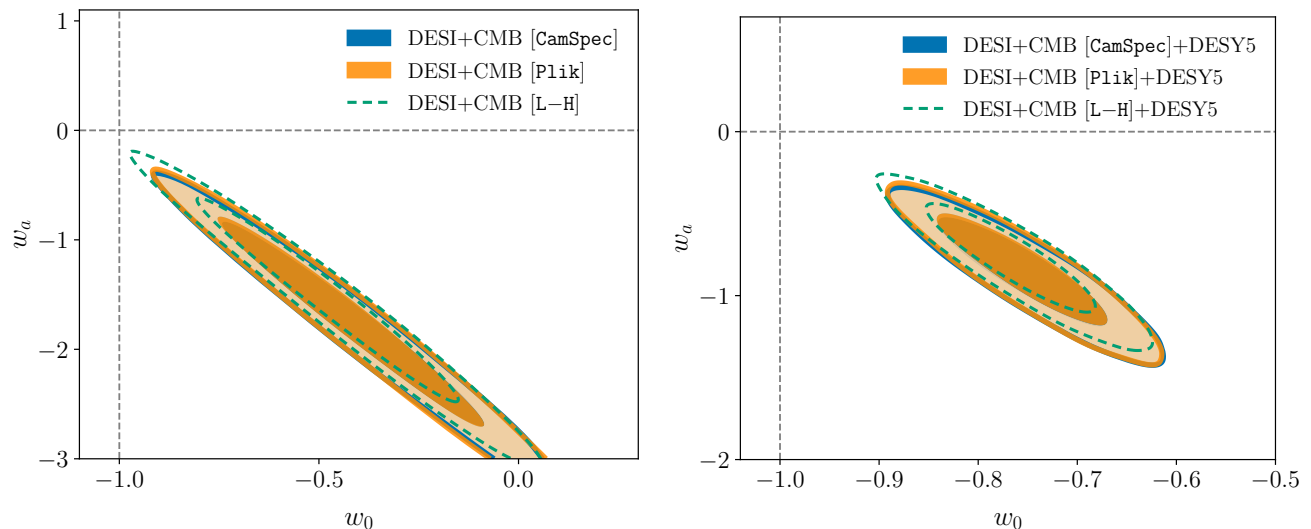 DESI+CMB [CamSpec]
DESI+CMB [Plik]
DESI+CMB [L−H]
1
0
−1
−2
−3
w_a
−1.0
−0.5
0.0
w_0
DESI+CMB [CamSpec]+DESY5
DESI+CMB [Plik]+DESY5
DESI+CMB [L−H]+DESY5
0
−1
−2
w_a
−1.0
−0.9
−0.8
−0.7
−0.6
−0.5
w_0